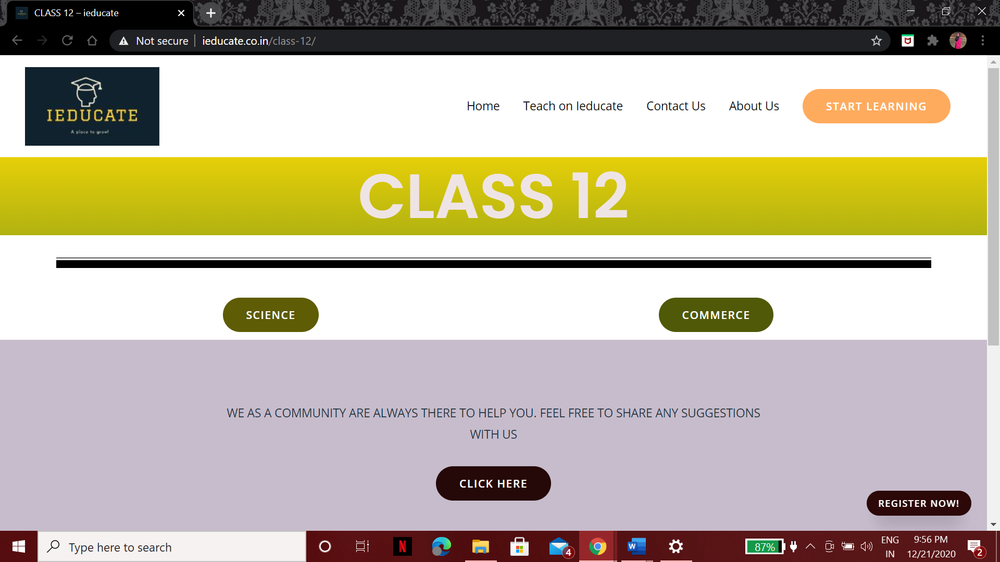 CLASS 12 – ieducate
Not secure
ieducate.co.in/class-12/
IEDUCATE
A place to grow!
Home
Teach on Ieducate
Contact Us
About Us
START LEARNING
CLASS 12
SCIENCE
COMMERCE
WE AS A COMMUNITY ARE ALWAYS THERE TO HELP YOU. FEEL FREE TO SHARE ANY SUGGESTIONS
WITH US
CLICK HERE
REGISTER NOW!
Type here to search
N
4
W
87%
ENG
IN
9:56 PM
12/21/2020
2